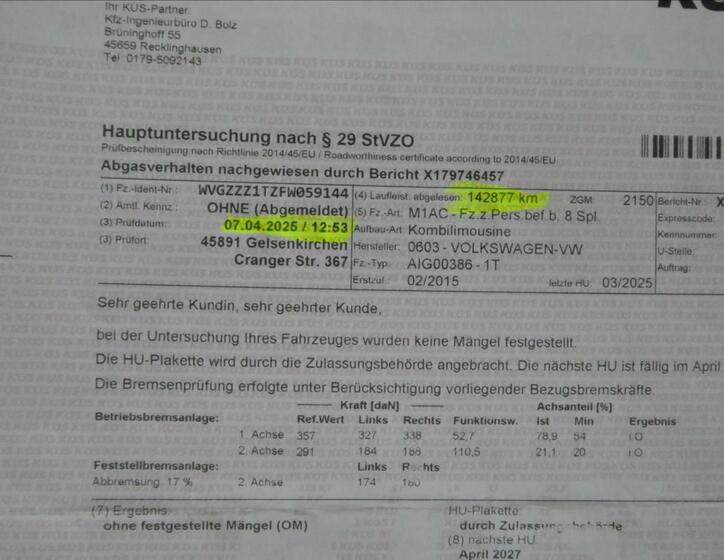 Ihr KÜS-Partner:
Kfz-Ingenieurbüro D. Bolz
Brüninghoff 55
45659 Recklinghausen
Tel 0179-5092143
Hauptuntersuchung nach § 29 StVZO
Prüfbescheinigung nach Richtlinie 2014/45/EU / Roadworthiness certificate according to 2014/45/EU
Abgasverhalten nachgewiesen durch Bericht X179746457
(1) Fz.-Ident-Nr.: WVGZZZ1TZFW059144 (4) Laufleist. abgelesen: 142877 km ZGM: 2150 Bericht-Nr.: X
(2) Amtl. Kennz.: OHNE (Abgemeldet) (5) Fz.-Art: M1AC - Fz.z.Pers.bef.b. 8 Spl. Expresscode:
(3) Prüfdatum: 07.04.2025 / 12:53 Aufbau-Art: Kombilimousine Kennnummer:
(3) Prüfort: 45891 Gelsenkirchen Hersteller: 0603 - VOLKSWAGEN-VW U-Stelle:
Cranger Str. 367 Fz.-Typ: AIG00386 - 1T Auftrag:
Erstzul.: 02/2015 letzte HU: 03/2025
Sehr geehrte Kundin, sehr geehrter Kunde,
bei der Untersuchung Ihres Fahrzeuges wurden keine Mängel festgestellt.
Die HU-Plakette wird durch die Zulassungsbehörde angebracht. Die nächste HU ist fällig im April
Die Bremsenprüfung erfolgte unter Berücksichtigung vorliegender Bezugsbremskräfte.
Kraft [daN] Achsanteil [%]
Betriebsbremsanlage: Ref.Wert Links Rechts Funktionsw. Ist Min Ergebnis
1. Achse 357 327 338 52,7 78,9 54 I.O
2. Achse 291 184 168 110,5 21,1 20 I.O
Feststellbremsanlage: Links Rechts
Abbremsung 17 % 2. Achse 174 160
(7) Ergebnis HU-Plakette
ohne festgestellte Mängel (OM) durch Zulassungsbehörde
(8) nächste HU
April 2027